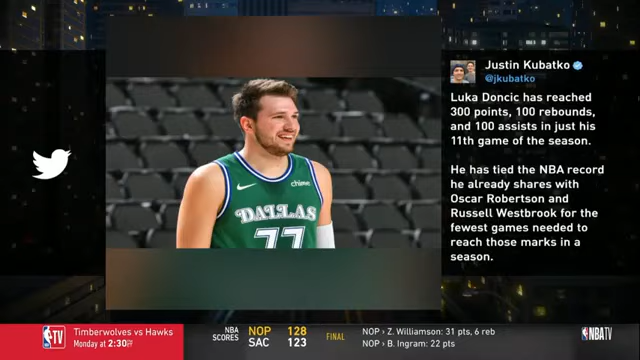 Justin Kubatko
@jkubatko
Luka Doncic has reached
300 points, 100 rebounds,
and 100 assists in just his
11th game of the season.
He has tied the NBA record
he already shares with
Oscar Robertson and
Russell Westbrook for the
fewest games needed to
reach those marks in a
season.
chime
DALLAS
77
TV
Timberwolves vs Hawks
Monday at 2:30
NBA
SCORES
NOP 128
SAC 123
FINAL
NOP › Z. Williamson: 31 pts, 6 reb
NOP › B. Ingram: 22 pts
NBATV